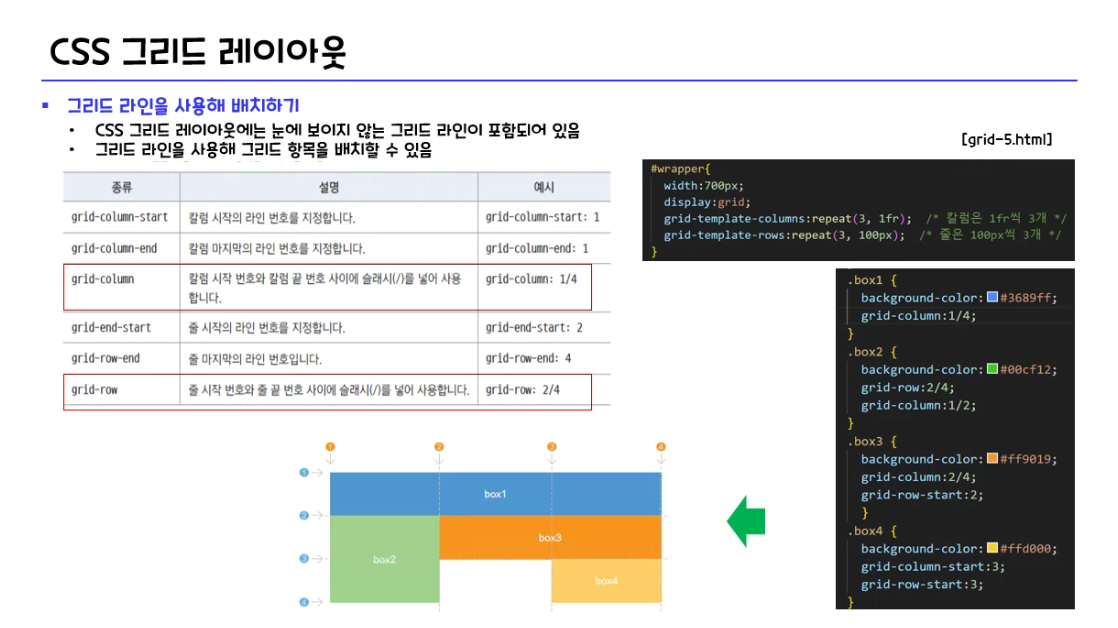 CSS 그리드 레이아웃
▪ 그리드 라인을 사용해 배치하기
• CSS 그리드 레이아웃에는 눈에 보이지 않는 그리드 라인이 포함되어 있음
• 그리드 라인을 사용해 그리드 항목을 배치할 수 있음
종류 설명 예시
grid-column-start 칼럼 시작의 라인 번호를 지정합니다. grid-column-start: 1
grid-column-end 칼럼 마지막의 라인 번호를 지정합니다. grid-column-end: 1
grid-column 칼럼 시작 번호와 칼럼 끝 번호 사이에 슬래시(/)를 넣어 사용 grid-column: 1/4
합니다.
grid-end-start 줄 시작의 라인 번호를 지정합니다. grid-end-start: 2
grid-row-end 줄 마지막의 라인 번호입니다. grid-row-end: 4
grid-row 줄 시작 번호와 줄 끝 번호 사이에 슬래시(/)를 넣어 사용합니다. grid-row: 2/4
[grid-5.html]
#wrapper{
width:700px;
display:grid;
grid-template-columns:repeat(3, 1fr); /* 칼럼은 1fr씩 3개 */
grid-template-rows:repeat(3, 100px); /* 줄은 100px씩 3개 */
}
.box1 {
background-color:#3689ff;
grid-column:1/4;
}
.box2 {
background-color:#00cf12;
grid-row:2/4;
grid-column:1/2;
}
.box3 {
background-color:#ff9019;
grid-column:2/4;
grid-row-start:2;
}
.box4 {
background-color:#ffd000;
grid-column-start:3;
grid-row-start:3;
}
1 2 3 4
1
box1
2
box3
3
box2
box4
4